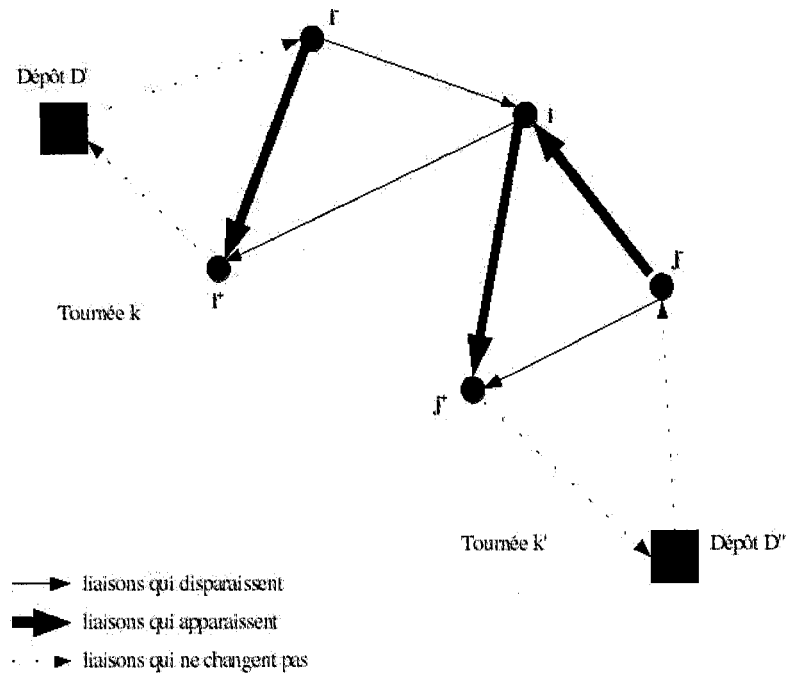 i⁻
Dépôt D'
i
j⁻
i⁺
Tournée k
j⁺
Tournée k'
Dépôt D''
liaisons qui disparaissent
liaisons qui apparaissent
liaisons qui ne changent pas